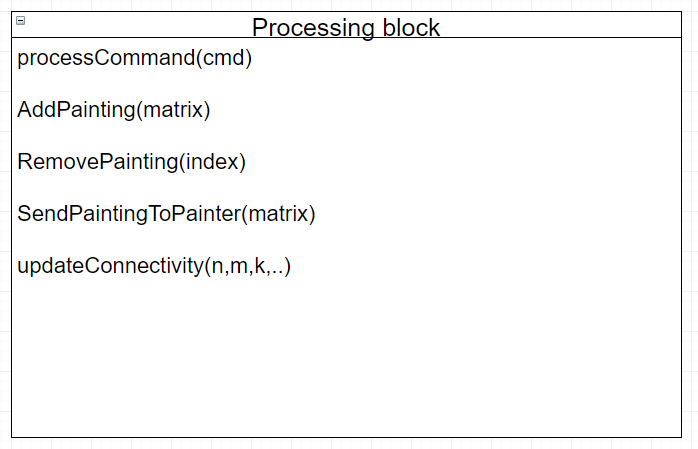 Processing block
processCommand(cmd)
AddPainting(matrix)
RemovePainting(index)
SendPaintingToPainter(matrix)
updateConnectivity(n,m,k,..)